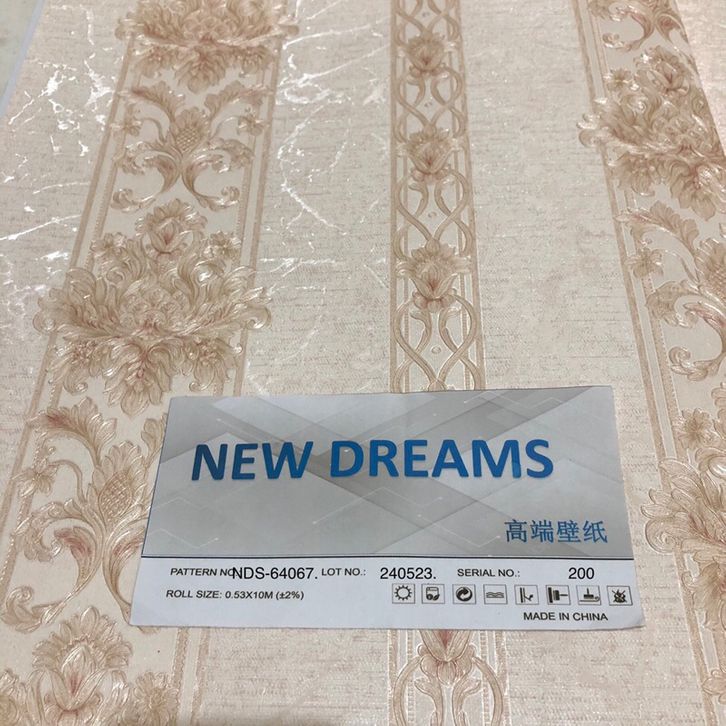 NEW DREAMS
高端壁纸
PATTERN NO NDS-64067. LOT NO.: 240523. SERIAL NO.: 200
ROLL SIZE: 0.53X10M (±2%)
MADE IN CHINA